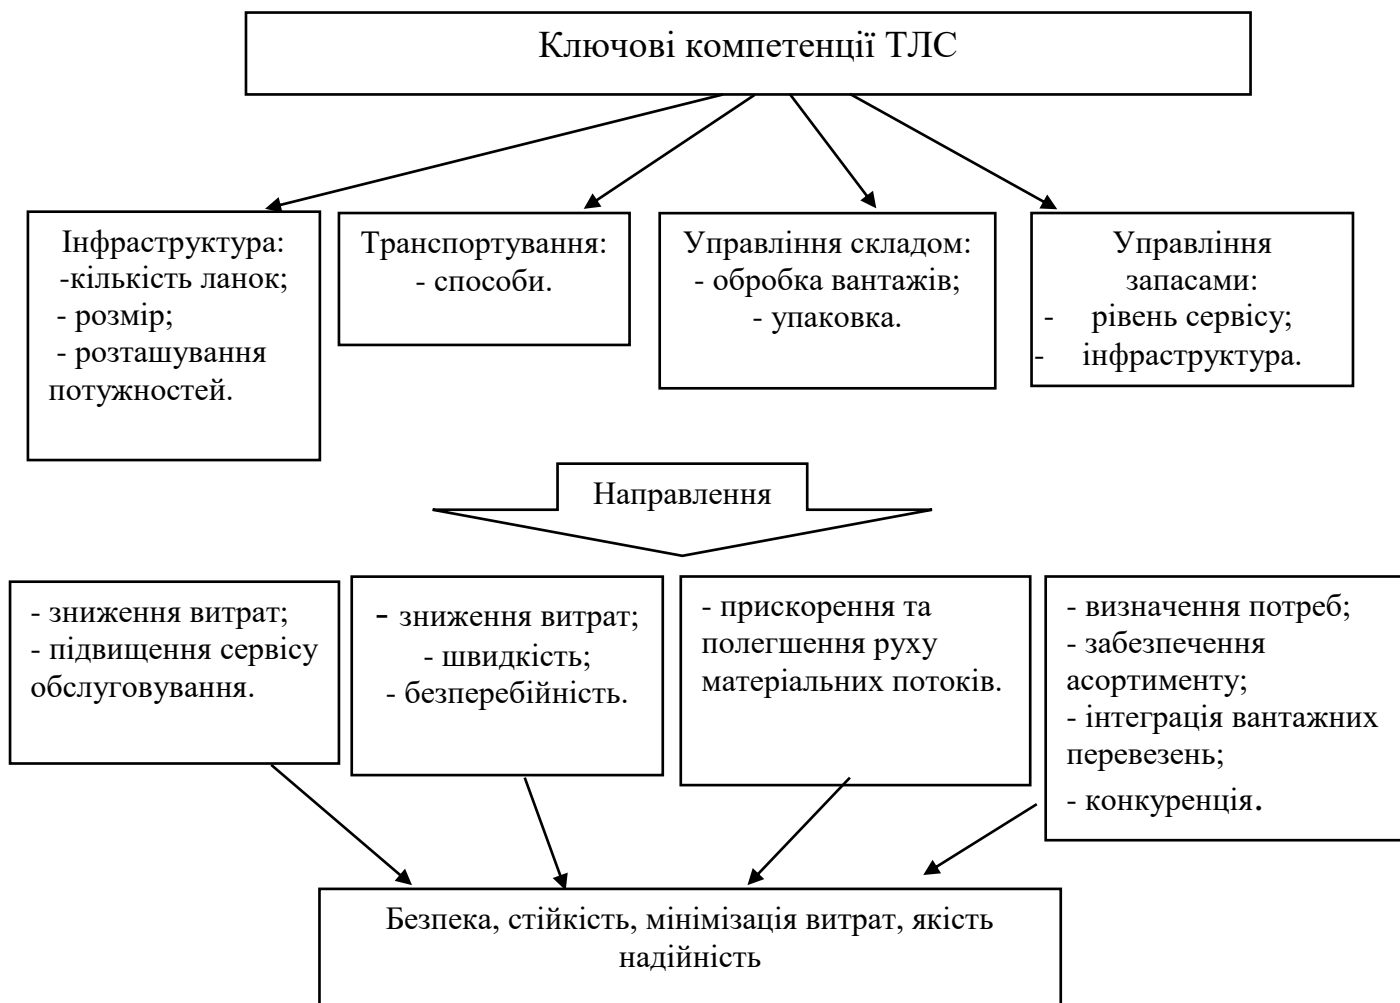 Ключові компетенції ТЛС
Інфраструктура:
-кількість ланок;
- розмір;
- розташування
потужностей.
Транспортування:
- способи.
Управління складом:
- обробка вантажів;
- упаковка.
Управління
запасами:
- рівень сервісу;
- інфраструктура.
Направлення
- зниження витрат;
- підвищення сервісу
обслуговування.
- зниження витрат;
- швидкість;
- безперебійність.
- прискорення та
полегшення руху
матеріальних потоків.
- визначення потреб;
- забезпечення
асортименту;
- інтеграція вантажних
перевезень;
- конкуренція.
Безпека, стійкість, мінімізація витрат, якість
надійність